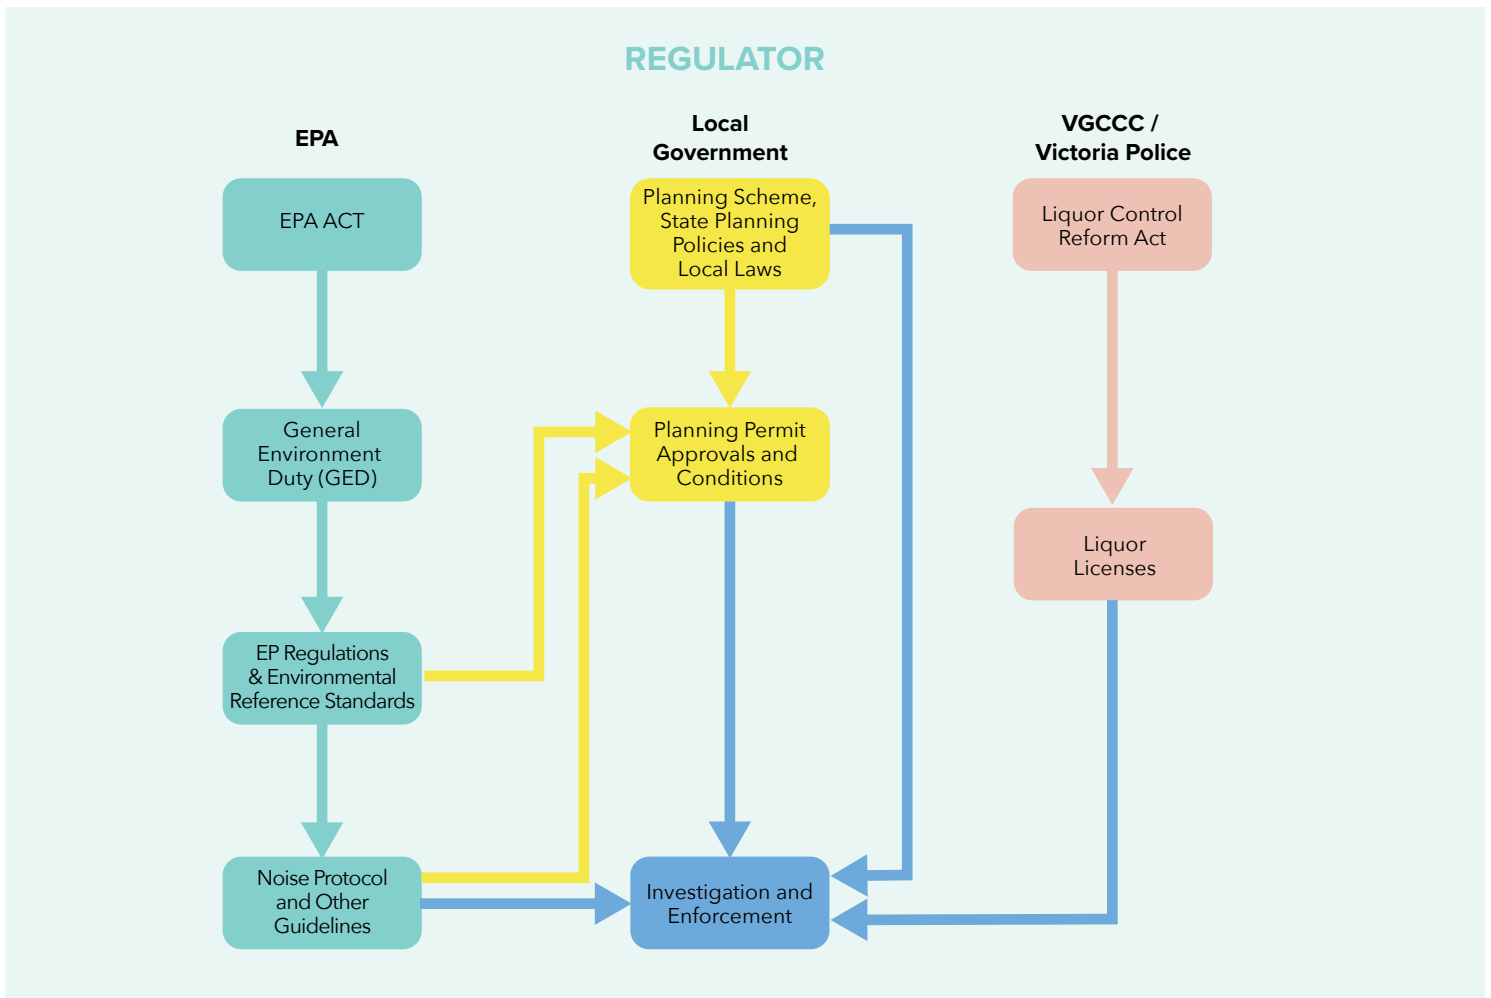 REGULATOR
EPA
Local
Government
VGCCC /
Victoria Police
EPA ACT
Planning Scheme,
State Planning
Policies and
Local Laws
Liquor Control
Reform Act
General
Environment
Duty (GED)
Planning Permit
Approvals and
Conditions
Liquor
Licenses
EP Regulations
& Environmental
Reference Standards
Noise Protocol
and Other
Guidelines
Investigation and
Enforcement